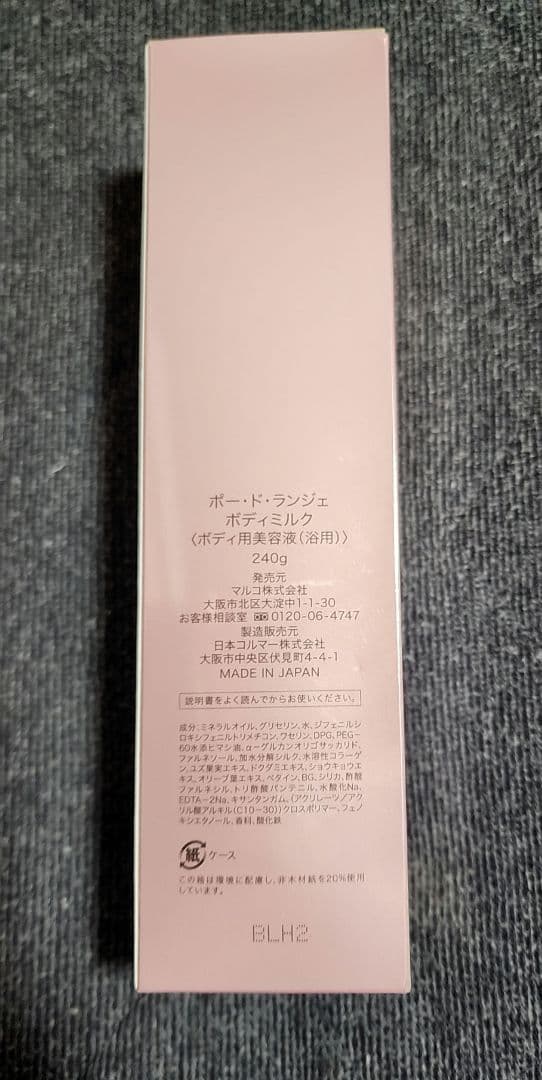 ポー・ド・ランジェ
ボディミルク
〈ボディ用美容液(浴用)〉
240g
発売元
マルコ株式会社
大阪市北区大淀中1-1-30
お客様相談室 0120-06-4747
製造販売元
日本コルマー株式会社
大阪市中央区伏見町4-4-1
MADE IN JAPAN
説明書をよく読んでからお使いください。
成分:ミネラルオイル、グリセリン、水、ジフェニルシ
ロキシフェニルトリメチコン、ワセリン、DPG、PEG-
60水添ヒマシ油、α-グルカンオリゴサッカリド、
ファルネソール、加水分解シルク、水溶性コラーゲ
ン、ユズ果実エキス、ドクダミエキス、ショウキョウエ
キス、オリーブ葉エキス、ベタイン、BG、シリカ、酢酸
ファルネシル、トリ酢酸パンテニル、水酸化Na、
EDTA-2Na、キサンタンガム、(アクリレーツ/アク
リル酸アルキル(C10-30))クロスポリマー、フェノ
キシエタノール、香料、酸化鉄
紙 ケース
この箱は環境に配慮し、非木材紙を20%使用
しています。
BLH2